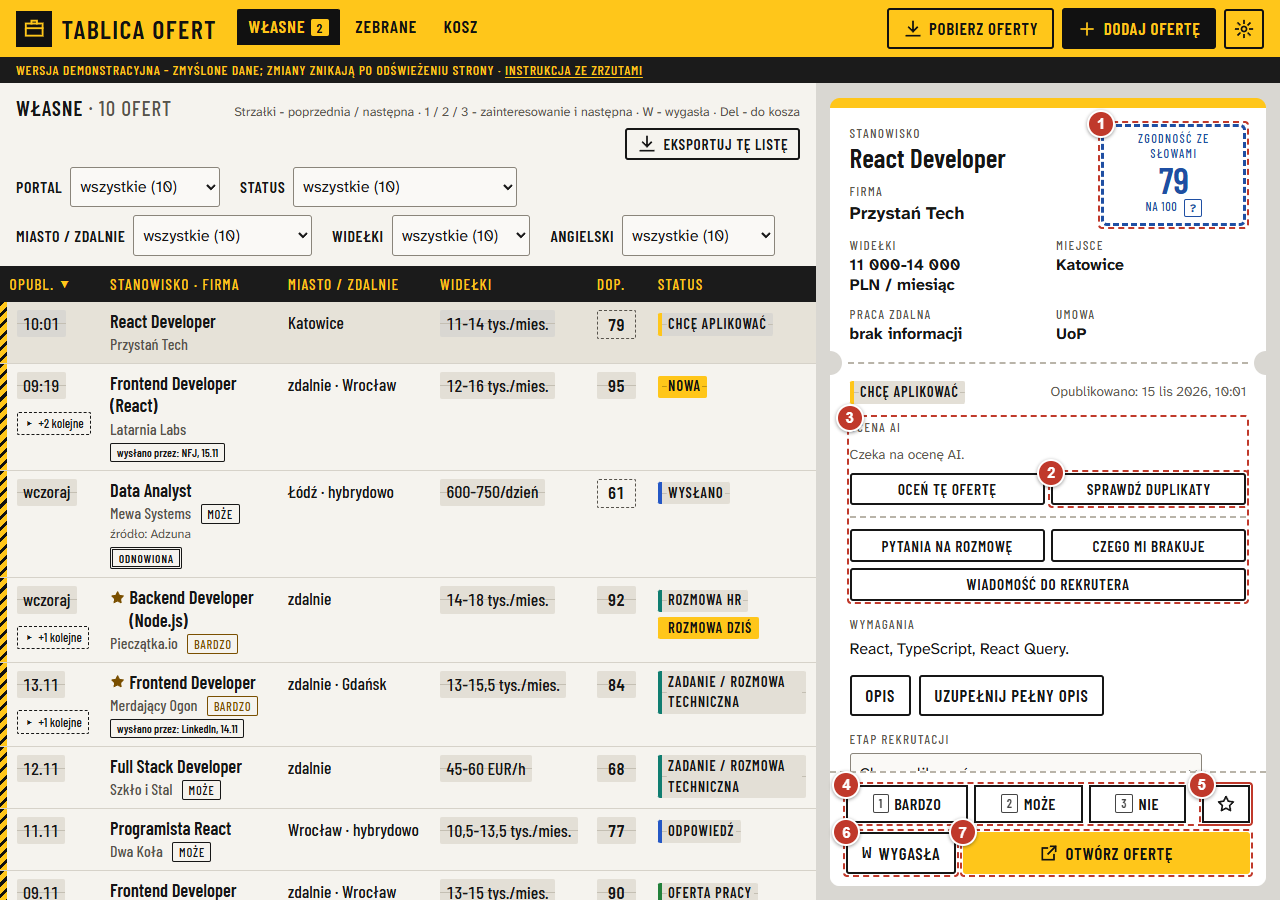 TABLICA OFERT
WŁASNE 2
ZEBRANE
KOSZ
POBIERZ OFERTY
DODAJ OFERTĘ
WERSJA DEMONSTRACYJNA - ZMYŚLONE DANE; ZMIANY ZNIKAJĄ PO ODŚWIEŻENIU STRONY · INSTRUKCJA ZE ZRZUTAMI
WŁASNE · 10 OFERT
Strzałki - poprzednia / następna · 1 / 2 / 3 - zainteresowanie i następna · W - wygasła · Del - do kosza
EKSPORTUJ TĘ LISTĘ
PORTAL wszystkie (10) STATUS wszystkie (10)
MIASTO / ZDALNIE wszystkie (10) WIDEŁKI wszystkie (10) ANGIELSKI wszystkie (10)
OPUBL. ▼ STANOWISKO · FIRMA MIASTO / ZDALNIE WIDEŁKI DOP. STATUS
10:01 React Developer Katowice 11-14 tys./mies. 79 CHCĘ APLIKOWAĆ
Przystań Tech
09:19 Frontend Developer zdalnie · Wrocław 12-16 tys./mies. 95 NOWA
(React)
+2 kolejne
Latarnia Labs
wysłano przez: NFJ, 15.11
wczoraj Data Analyst Łódź · hybrydowo 600-750/dzień 61 WYSŁANO
Mewa Systems MOŻE
źródło: Adzuna
ODNOWIONA
wczoraj Backend Developer zdalnie 14-18 tys./mies. 92 ROZMOWA HR
(Node.js) ROZMOWA DZIŚ
+1 kolejne
Pieczątka.io BARDZO
13.11 Frontend Developer zdalnie · Gdańsk 13-15,5 tys./mies. 84 ZADANIE / ROZMOWA
TECHNICZNA
Merdający Ogon BARDZO
+1 kolejne
wysłano przez: LinkedIn, 14.11
12.11 Full Stack Developer zdalnie 45-60 EUR/h 68 ZADANIE / ROZMOWA
TECHNICZNA
Szkło i Stal MOŻE
11.11 Programista React Wrocław · hybrydowo 10,5-13,5 tys./mies. 77 ODPOWIEDŹ
Dwa Koła MOŻE
09.11 Frontend Developer zdalnie · Wrocław 13-15 tys./mies. 90 OFERTA PRACY
1
STANOWISKO
React Developer
ZGODNOŚĆ ZE
SŁOWAMI
79
NA 100 ?
FIRMA
Przystań Tech
WIDEŁKI
11 000-14 000
PLN / miesiąc
MIEJSCE
Katowice
PRACA ZDALNA
brak informacji
UMOWA
UoP
CHCĘ APLIKOWAĆ
Opublikowano: 15 lis 2026, 10:01
3
CENA AI
Czeka na ocenę AI.
2
OCEŃ TĘ OFERTĘ
SPRAWDŹ DUPLIKATY
PYTANIA NA ROZMOWĘ
CZEGO MI BRAKUJE
WIADOMOŚĆ DO REKRUTERA
WYMAGANIA
React, TypeScript, React Query.
OPIS
UZUPEŁNIJ PEŁNY OPIS
ETAP REKRUTACJI
4
5
1 BARDZO
2 MOŻE
3 NIE
6
7
W WYGASŁA
OTWÓRZ OFERTĘ